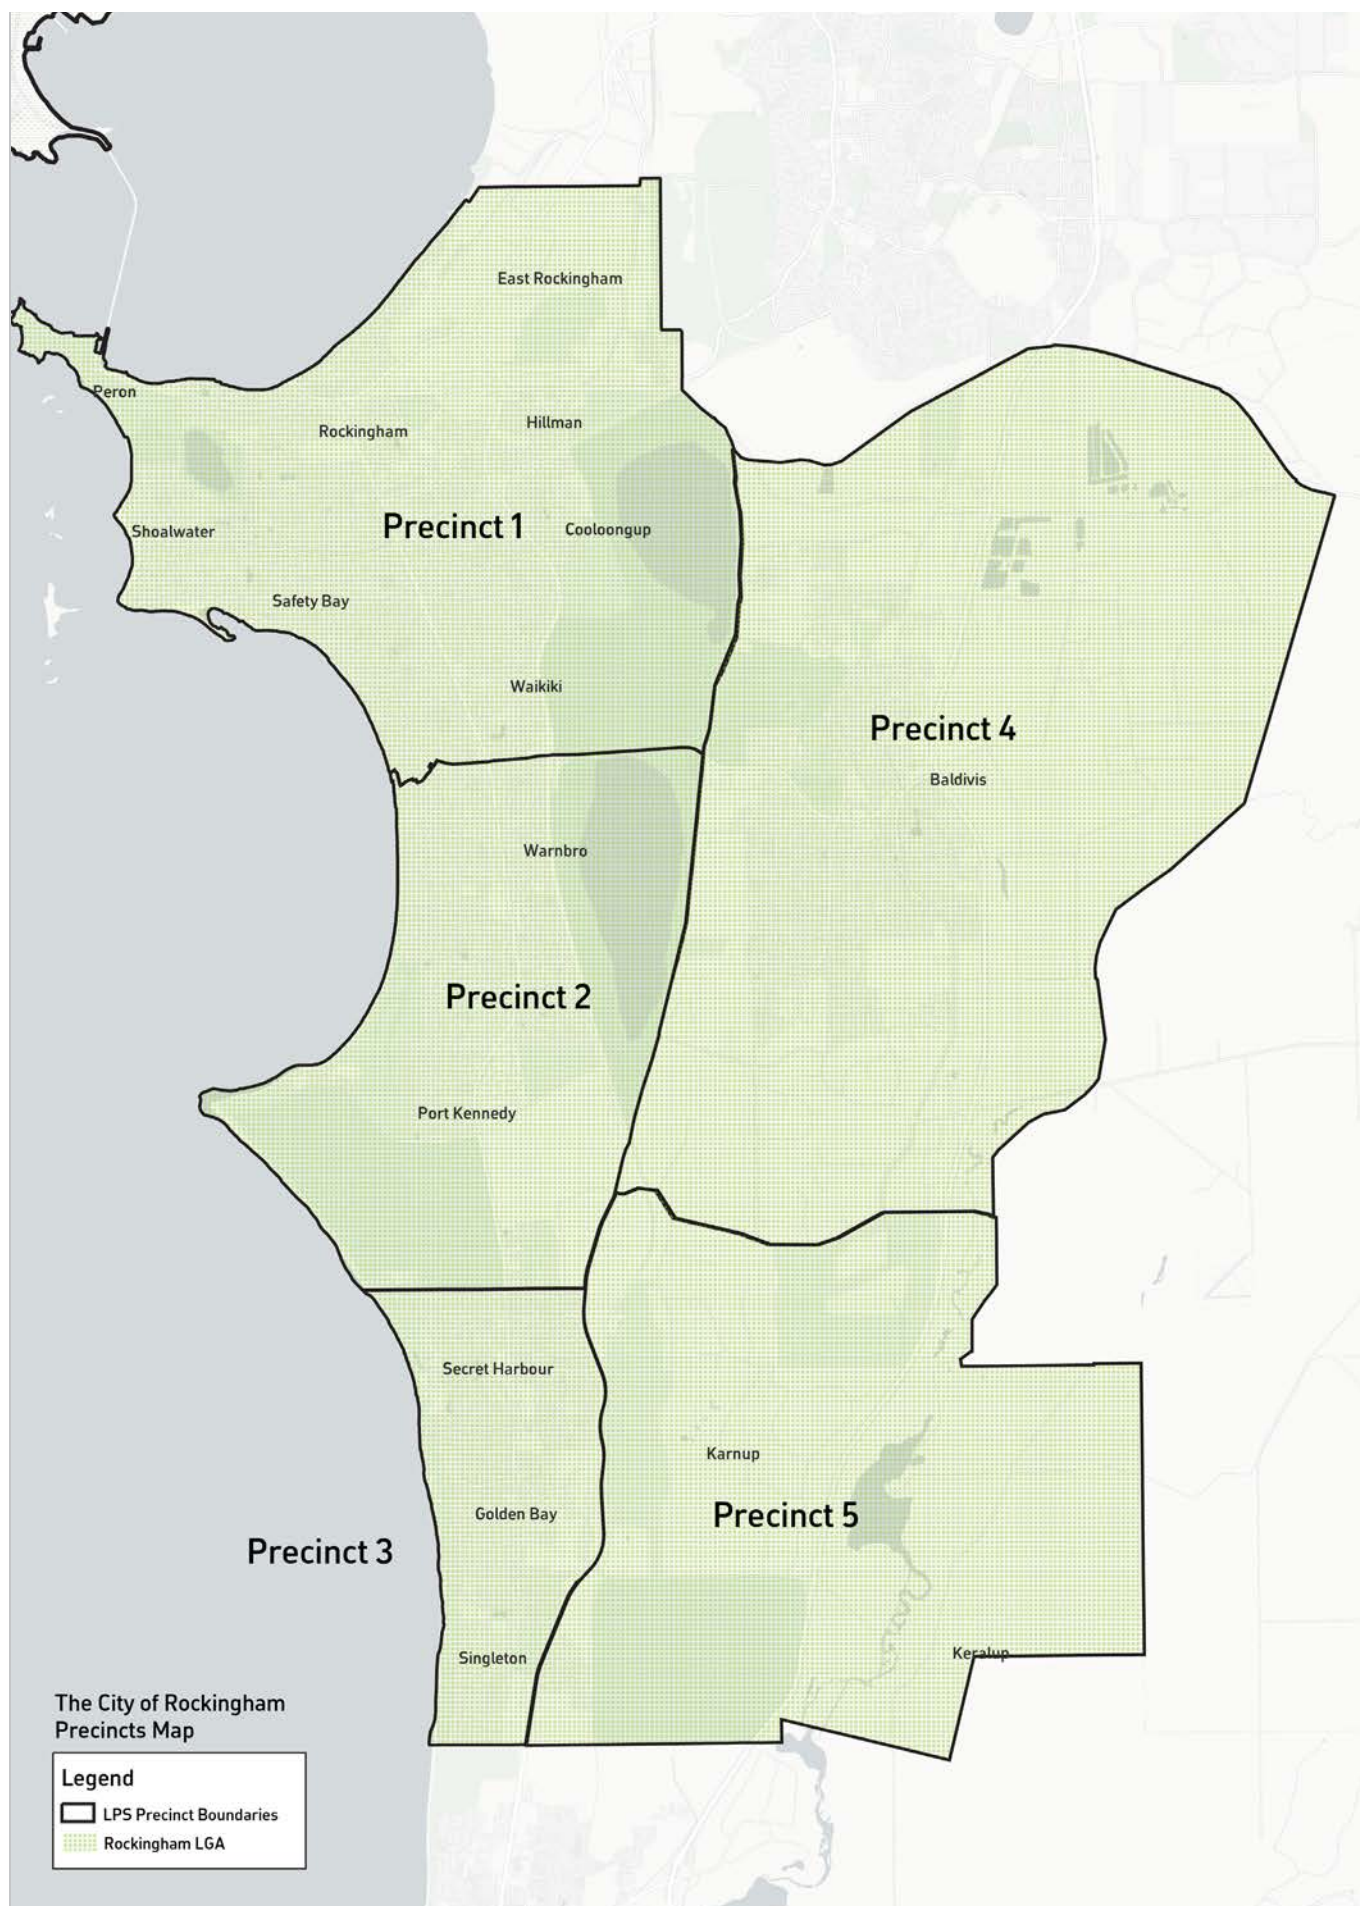 East Rockingham
Peron
Rockingham
Hillman
Precinct 1
Cooloongup
Shoalwater
Safety Bay
Waikiki
Precinct 4
Baldivis
Warnbro
Precinct 2
Port Kennedy
Secret Harbour
Karnup
Golden Bay
Precinct 5
Precinct 3
Keralup
Singleton
The City of Rockingham
Precincts Map
Legend
LPS Precinct Boundaries
Rockingham LGA